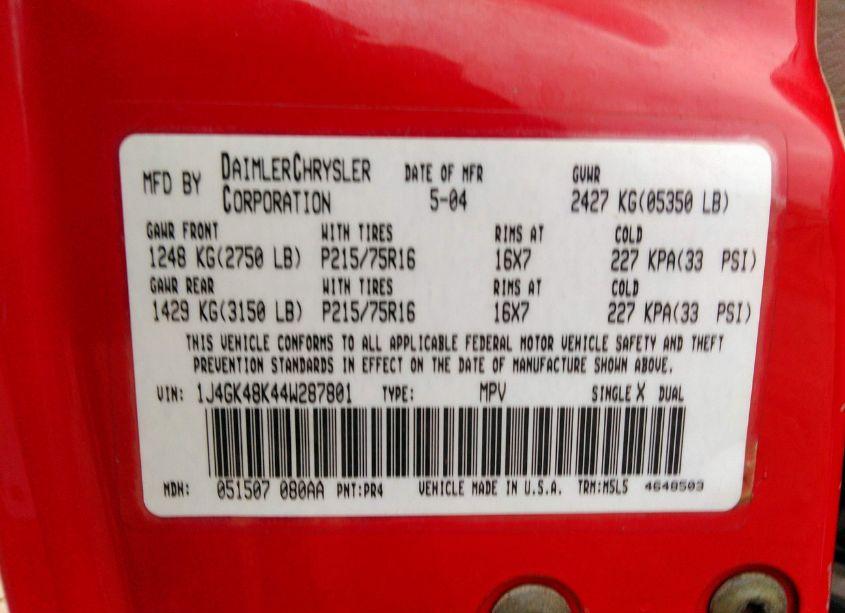 MFD BY DAIMLERCHRYSLER CORPORATION DATE OF MFR 5-04 GVWR 2427 KG(05350 LB)
GAWR FRONT WITH TIRES RIMS AT COLD
1248 KG(2750 LB) P215/75R16 16X7 227 KPA(33 PSI)
GAWR REAR WITH TIRES RIMS AT COLD
1429 KG(3150 LB) P215/75R16 16X7 227 KPA(33 PSI)
THIS VEHICLE CONFORMS TO ALL APPLICABLE FEDERAL MOTOR VEHICLE SAFETY AND THEFT
PREVENTION STANDARDS IN EFFECT ON THE DATE OF MANUFACTURE SHOWN ABOVE.
VIN: 1J4GK48K44W287801 TYPE: MPV SINGLE X DUAL
MDH: 051507 080AA PNT:PR4 VEHICLE MADE IN U.S.A. TRM:MSL5 4648503